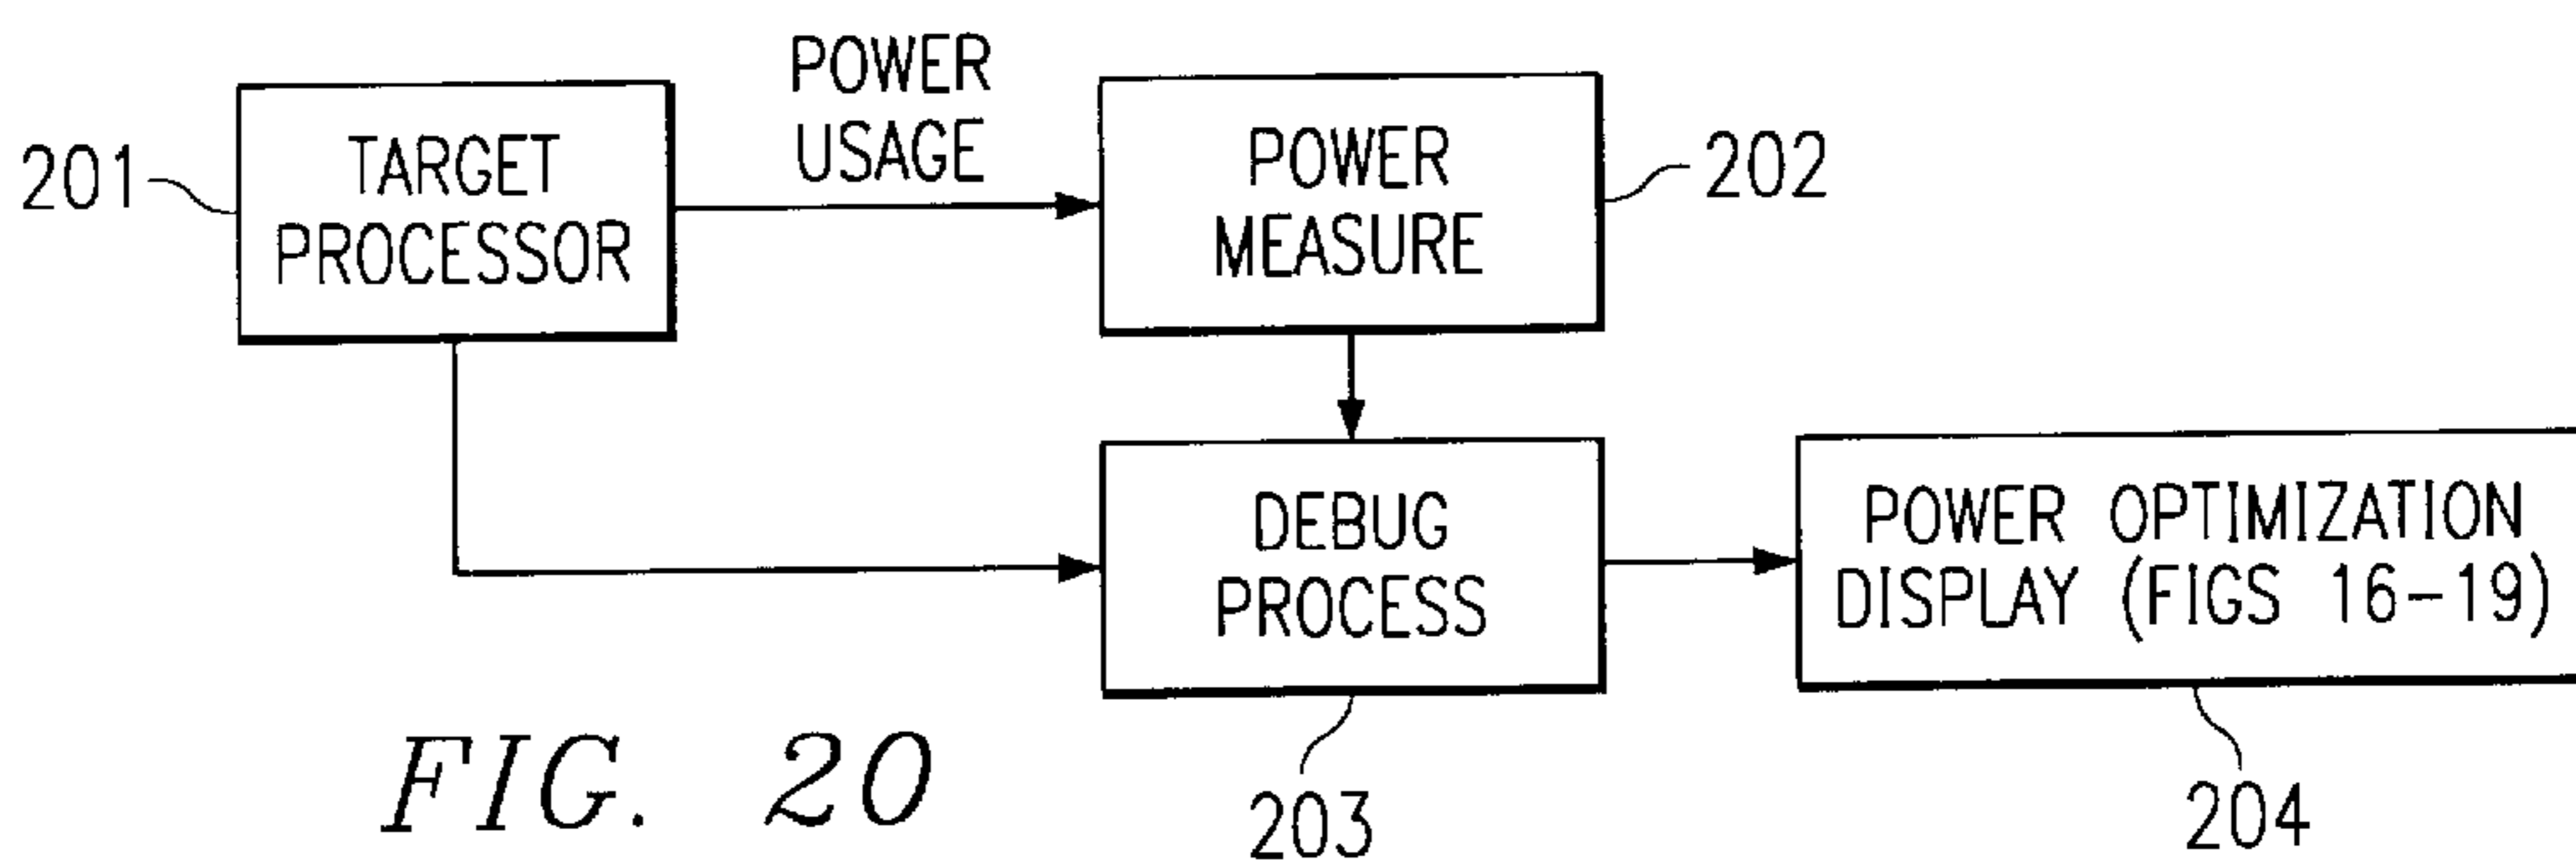 POWER
USAGE
201
TARGET
PROCESSOR
POWER
MEASURE
202
DEBUG
PROCESS
POWER OPTIMIZATION
DISPLAY (FIGS 16-19)
203
204
FIG. 20